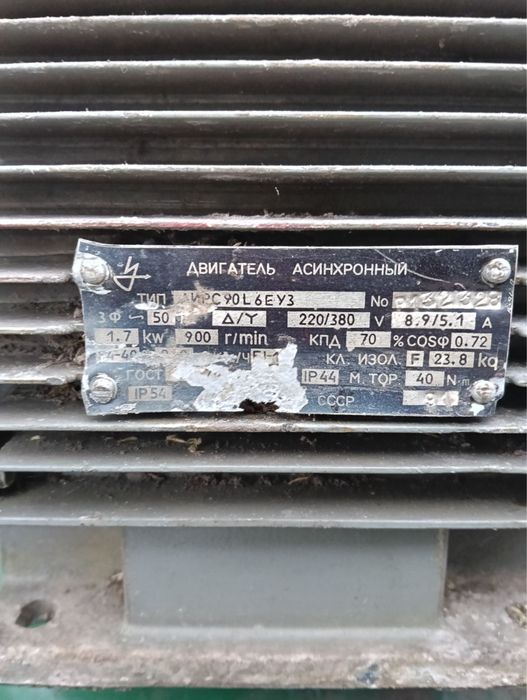 ДВИГАТЕЛЬ АСИНХРОННЫЙ
ТИП АИРС90L6ЕУ3 No
3Ф ~ 50 Δ/Y 220/380 V 8.9/5.1 A
1.7 kw 900 r/min КПД 70 % COSφ 0.72
КЛ. ИЗОЛ F 23.8 kg
ГОСТ IP44 М. ТОР 40 N·m
IP54 СССР